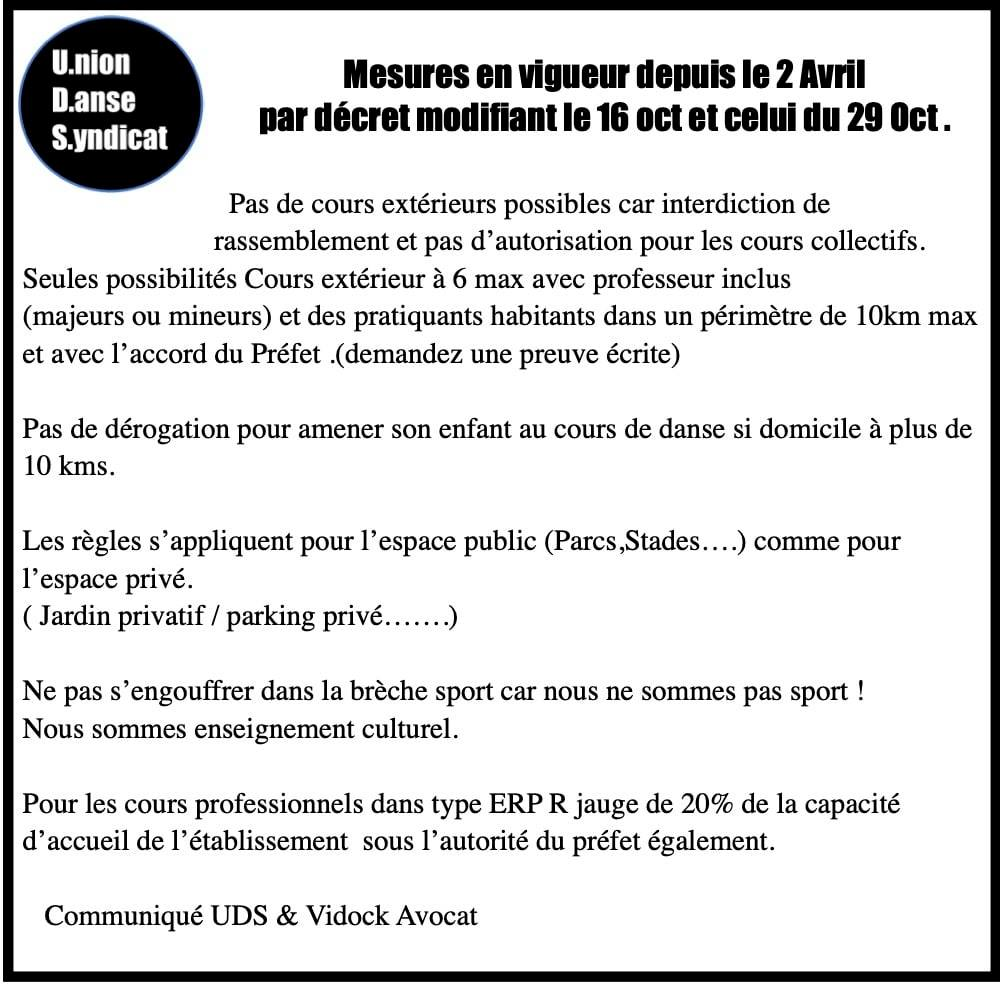 U.nion
D.anse
S.yndicat
Mesures en vigueur depuis le 2 Avril
par décret modifiant le 16 oct et celui du 29 Oct .
Pas de cours extérieurs possibles car interdiction de
rassemblement et pas d’autorisation pour les cours collectifs.
Seules possibilités Cours extérieur à 6 max avec professeur inclus
(majeurs ou mineurs) et des pratiquants habitants dans un périmètre de 10km max
et avec l’accord du Préfet .(demandez une preuve écrite)
Pas de dérogation pour amener son enfant au cours de danse si domicile à plus de
10 kms.
Les règles s’appliquent pour l’espace public (Parcs,Stades….) comme pour
l’espace privé.
( Jardin privatif / parking privé…….)
Ne pas s’engouffrer dans la brèche sport car nous ne sommes pas sport !
Nous sommes enseignement culturel.
Pour les cours professionnels dans type ERP R jauge de 20% de la capacité
d’accueil de l’établissement  sous l’autorité du préfet également.
Communiqué UDS & Vidock Avocat